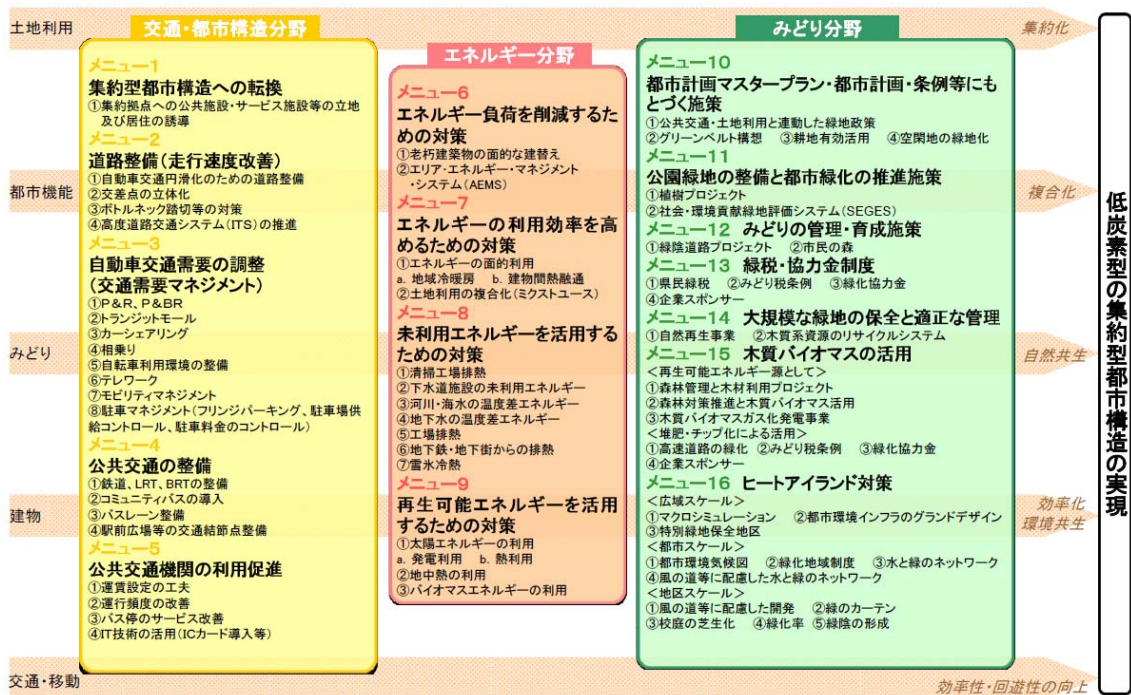 土地利用
都市機能
みどり
建物
交通・移動
交通・都市構造分野
メニュー1
集約型都市構造への転換
①集約拠点への公共施設・サービス施設等の立地
及び居住の誘導
メニュー2
道路整備(走行速度改善)
①自動車交通円滑化のための道路整備
②交差点の立体化
③ボトルネック踏切等の対策
④高度道路交通システム(ITS)の推進
メニュー3
自動車交通需要の調整
(交通需要マネジメント)
①P&R、P&BR
②トランジットモール
③カーシェアリング
④相乗り
⑤自転車利用環境の整備
⑥テレワーク
⑦モビリティマネジメント
⑧駐車マネジメント(フリンジパーキング、駐車場供
給コントロール、駐車料金のコントロール)
メニュー4
公共交通の整備
①鉄道、LRT、BRTの整備
②コミュニティバスの導入
③バスレーン整備
④駅前広場等の交通結節点整備
メニュー5
公共交通機関の利用促進
①運賃設定の工夫
②運行頻度の改善
③バス停のサービス改善
④IT技術の活用(ICカード導入等)
エネルギー分野
メニュー6
エネルギー負荷を削減するた
めの対策
①老朽建築物の面的な建替え
②エリア・エネルギー・マネジメント
・システム(AEMS)
メニュー7
エネルギーの利用効率を高
めるための対策
①エネルギーの面的利用
a. 地域冷暖房 b. 建物間熱融通
②土地利用の複合化(ミクストユース)
メニュー8
未利用エネルギーを活用する
ための対策
①清掃工場排熱
②下水道施設の未利用エネルギー
③河川・海水の温度差エネルギー
④地下水の温度差エネルギー
⑤工場排熱
⑥地下鉄・地下街からの排熱
⑦雪氷冷熱
メニュー9
再生可能エネルギーを活用
するための対策
①太陽エネルギーの利用
a. 発電利用 b. 熱利用
②地中熱の利用
③バイオマスエネルギーの利用
みどり分野
メニュー10
都市計画マスタープラン・都市計画・条例等にも
とづく施策
①公共交通・土地利用と連動した緑地政策
②グリーンベルト構想 ③耕地有効活用 ④空閑地の緑地化
メニュー11
公園緑地の整備と都市緑化の推進施策
①植樹プロジェクト
②社会・環境貢献緑地評価システム(SEGES)
メニュー12 みどりの管理・育成施策
①緑陰道路プロジェクト ②市民の森
メニュー13 緑税・協力金制度
①県民緑税 ②みどり税条例 ③緑化協力金
④企業スポンサー
メニュー14 大規模な緑地の保全と適正な管理
①自然再生事業 ②木質系資源のリサイクルシステム
メニュー15 木質バイオマスの活用
<再生可能エネルギー源として>
①森林管理と木材利用プロジェクト
②森林対策推進と木質バイオマス活用
③木質バイオマスガス化発電事業
<堆肥・チップ化による活用>
①高速道路の緑化 ②みどり税条例 ③緑化協力金
④企業スポンサー
メニュー16 ヒートアイランド対策
<広域スケール>
①マクロシミュレーション ②都市環境インフラのグランドデザイン
③特別緑地保全地区
<都市スケール>
①都市環境気候図 ②緑化地域制度 ③水と緑のネットワーク
④風の道等に配慮した水と緑のネットワーク
<地区スケール>
①風の道等に配慮した開発 ②緑のカーテン
③校庭の芝生化 ④緑化率 ⑤緑陰の形成
集約化
複合化
自然共生
効率化
環境共生
効率性・回遊性の向上
低炭素型の集約型都市構造の実現